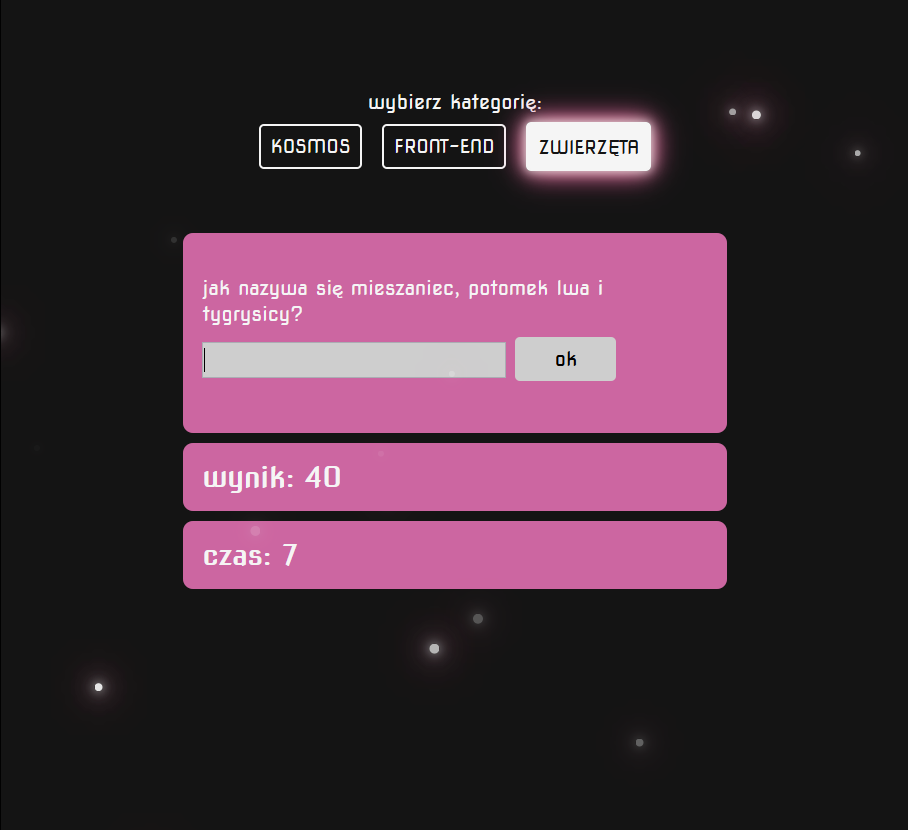 wybierz kategorię:
KOSMOS FRONT-END ZWIERZĘTA
jak nazywa się mieszaniec, potomek lwa i
tygrysicy?
ok
wynik: 40
czas: 7